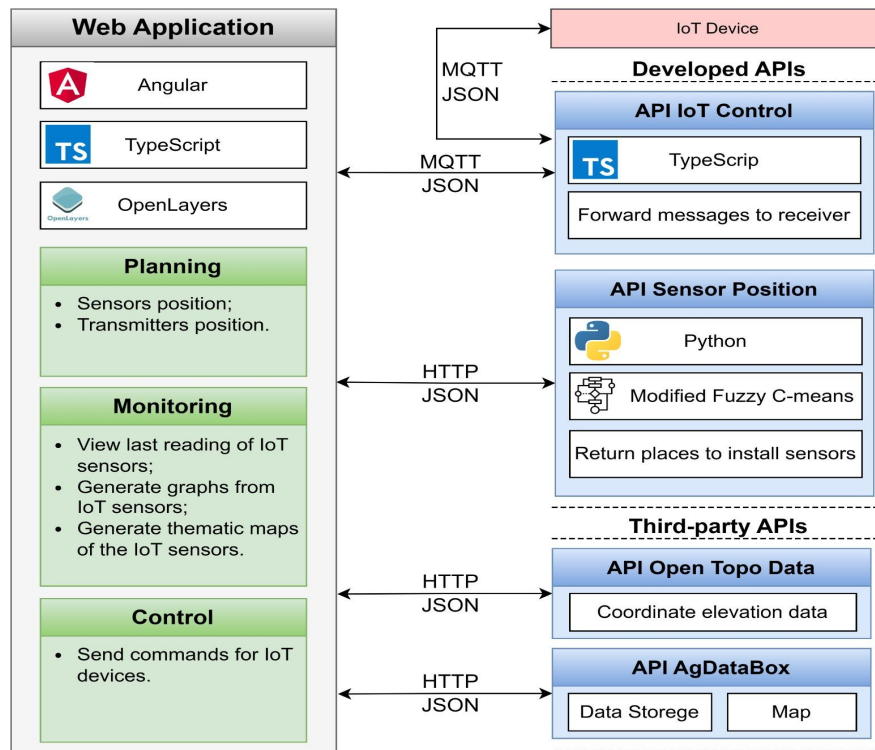 Web Application
Angular
TS
TypeScript
OpenLayers
OpenLayers
Planning
• Sensors position;
• Transmitters position.
Monitoring
• View last reading of IoT
sensors;
• Generate graphs from
IoT sensors;
• Generate thematic maps
of the IoT sensors.
Control
• Send commands for IoT
devices.
MQTT
JSON
MQTT
JSON
HTTP
JSON
HTTP
JSON
HTTP
JSON
IoT Device
Developed APIs
API IoT Control
TS
TypeScrip
Forward messages to receiver
API Sensor Position
Python
Modified Fuzzy C-means
Return places to install sensors
Third-party APIs
API Open Topo Data
Coordinate elevation data
API AgDataBox
Data Storege
Map